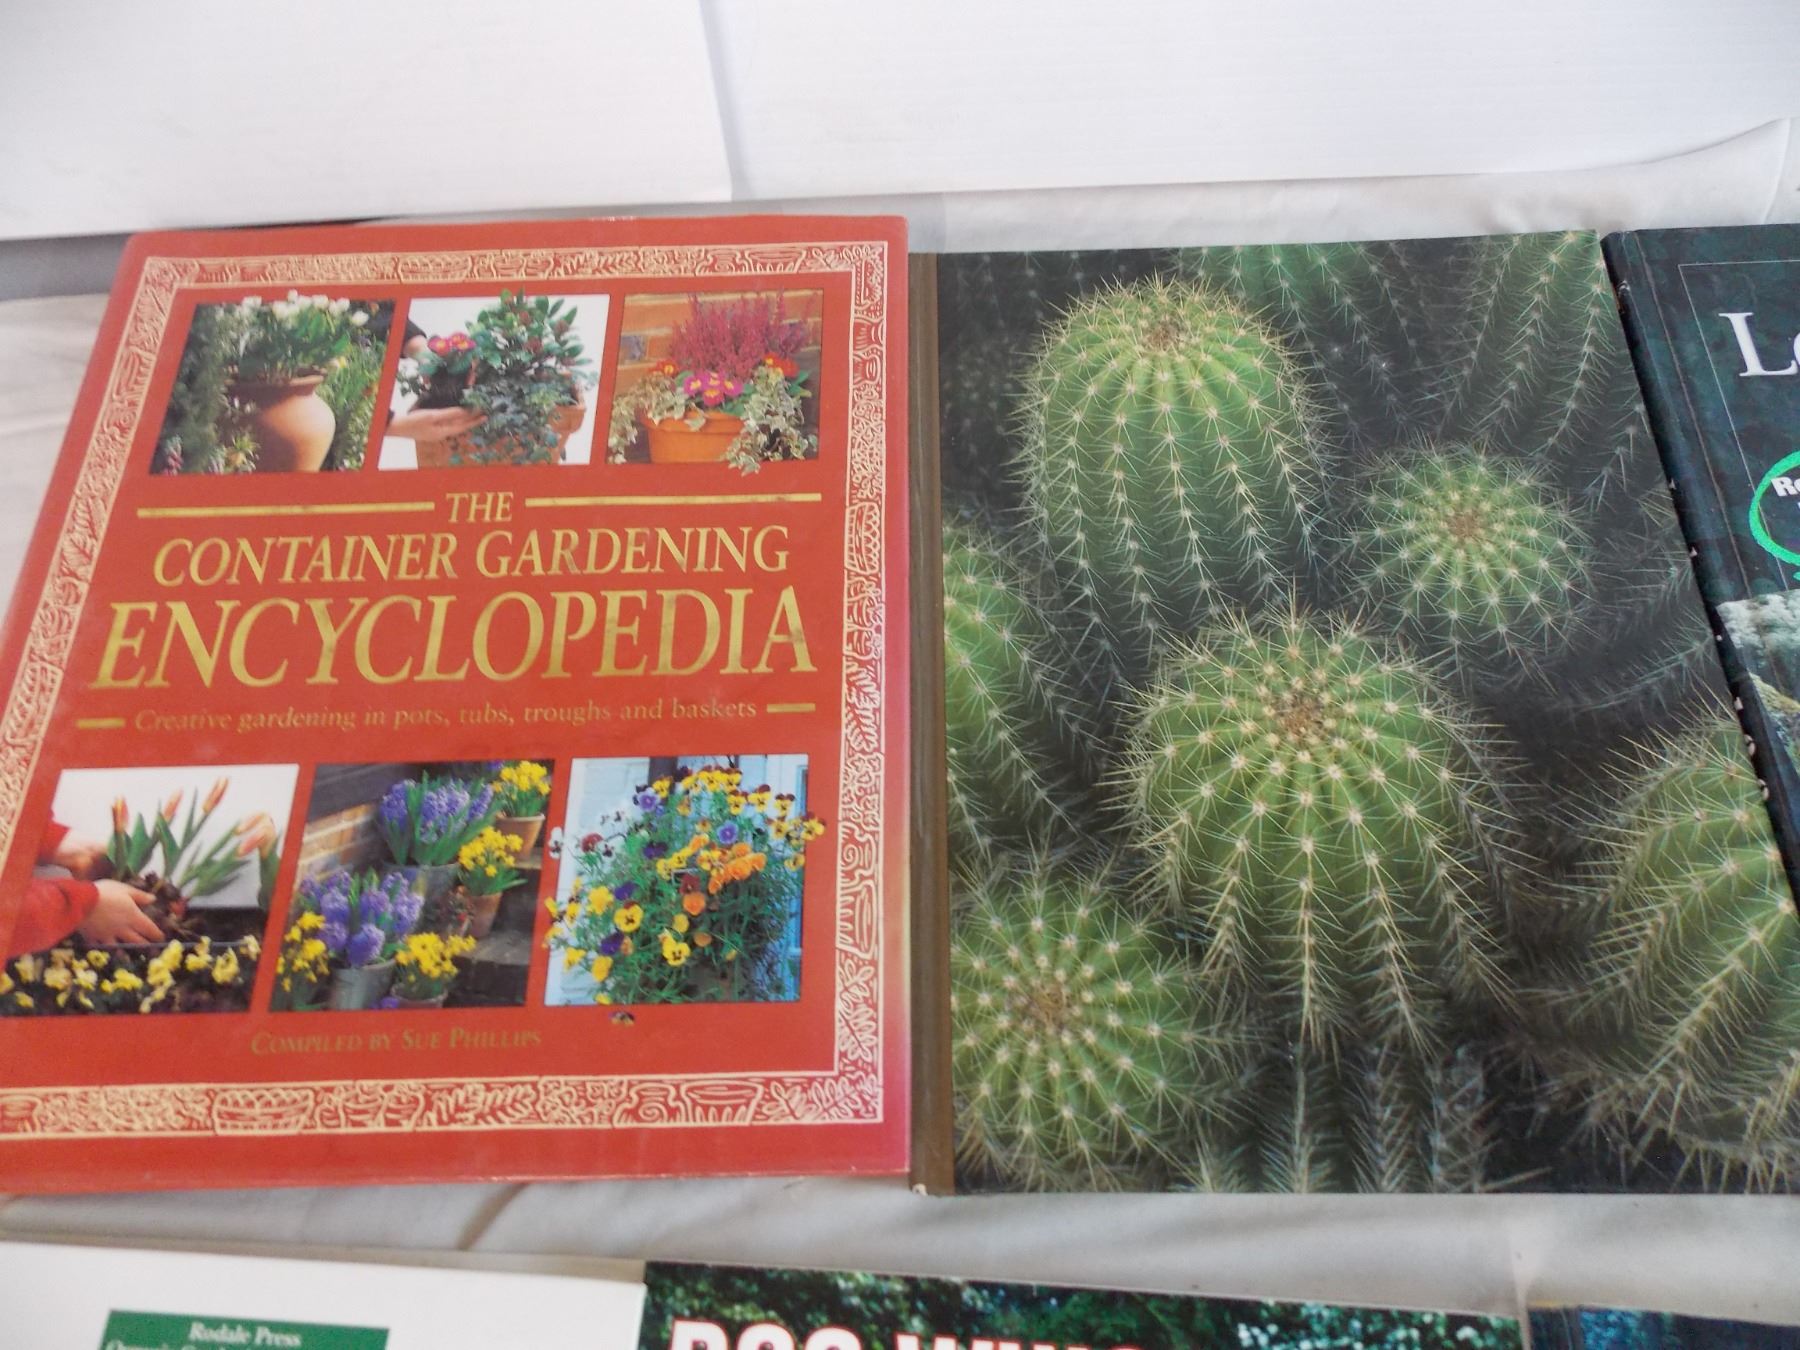 THE
CONTAINER GARDENING
ENCYCLOPEDIA
Creative gardening in pots, tubs, troughs and baskets
COMPILED BY SUE PHILLIPS
Rodale Press